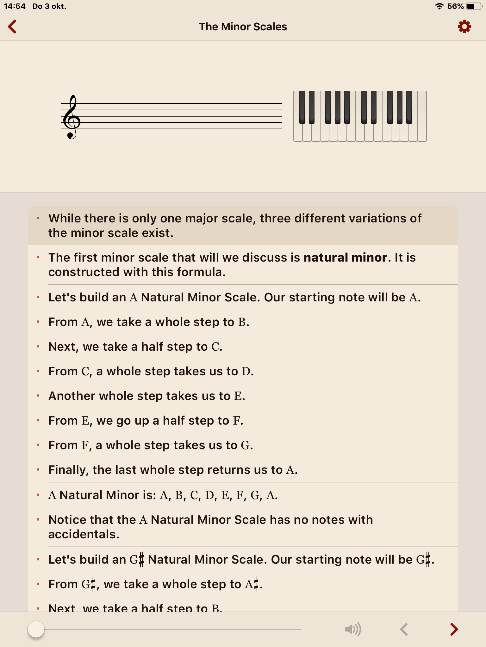 14:54 Do 3 okt. 56%
The Minor Scales
While there is only one major scale, three different variations of
the minor scale exist.
The first minor scale that will we discuss is natural minor. It is
constructed with this formula.
Let's build an A Natural Minor Scale. Our starting note will be A.
From A, we take a whole step to B.
Next, we take a half step to C.
From C, a whole step takes us to D.
Another whole step takes us to E.
From E, we go up a half step to F.
From F, a whole step takes us to G.
Finally, the last whole step returns us to A.
A Natural Minor is: A, B, C, D, E, F, G, A.
Notice that the A Natural Minor Scale has no notes with
accidentals.
Let's build an G♯ Natural Minor Scale. Our starting note will be G♯.
From G♯, we take a whole step to A♯.
Next, we take a half step to B.